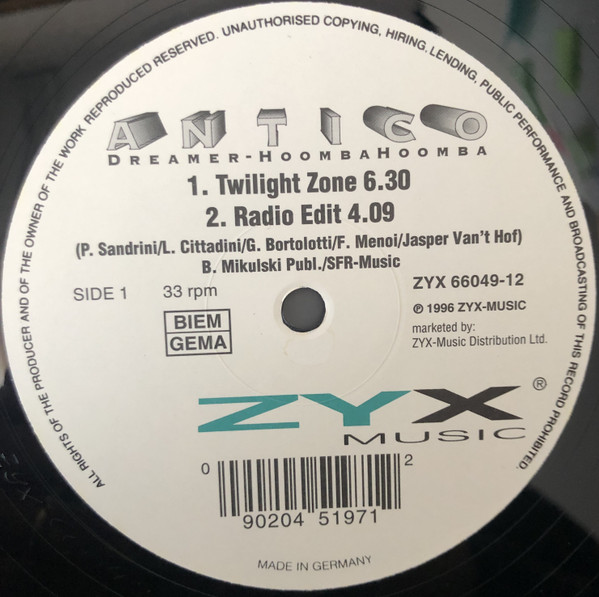 ALL RIGHTS OF THE PRODUCER AND OF THE OWNER OF THE WORK REPRODUCED RESERVED. UNAUTHORISED COPYING, HIRING, LENDING, PUBLIC PERFORMANCE AND BROADCASTING OF THIS RECORD PROHIBITED.
ANTICO
DREAMER-HOOMBAHOOMBA
1. Twilight Zone 6.30
2. Radio Edit 4.09
(P. Sandrini/L. Cittadini/G. Bortolotti/F. Menoi/Jasper Van't Hof)
B. Mikulski Publ./SFR-Music
SIDE 1 33 rpm
ZYX 66049-12
BIEM
GEMA
℗ 1996 ZYX-MUSIC
marketed by:
ZYX-Music Distribution Ltd.
ZYX®
MUSIC
0 90204 51971 2
MADE IN GERMANY